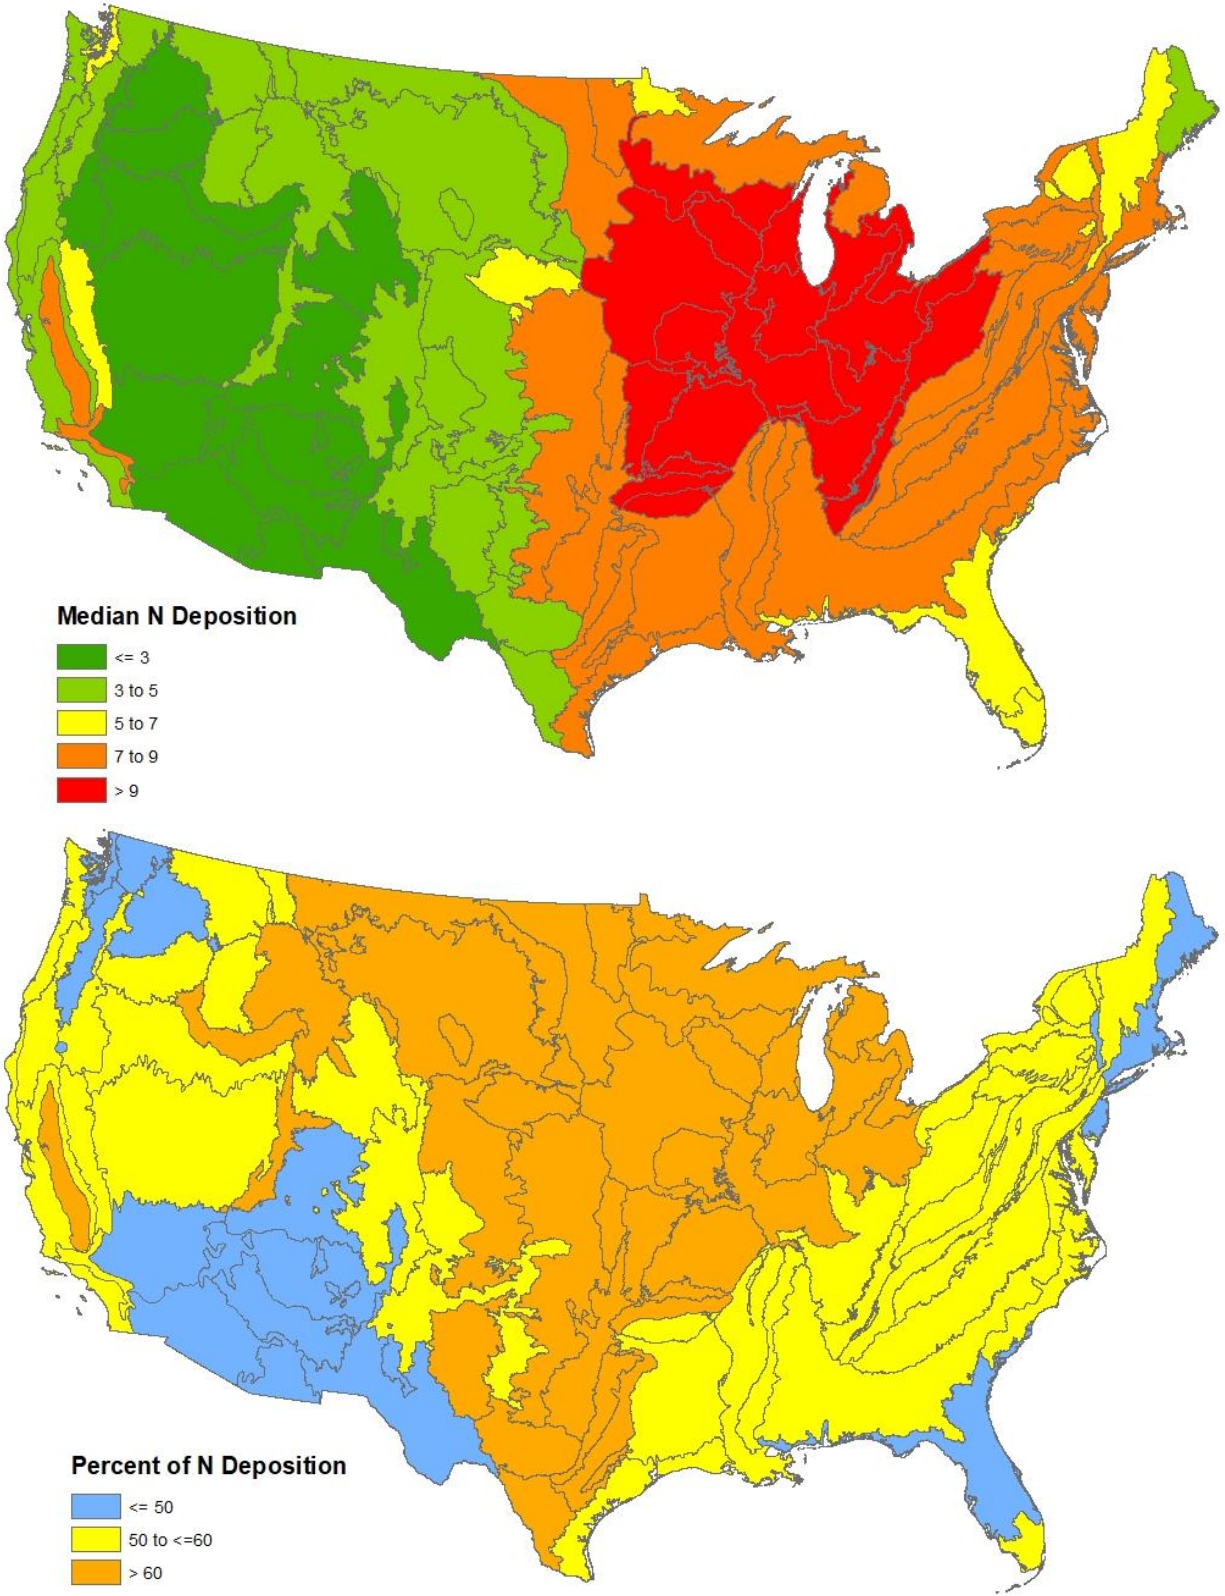 Median N Deposition
<= 3
3 to 5
5 to 7
7 to 9
> 9
Percent of N Deposition
<= 50
50 to <=60
> 60